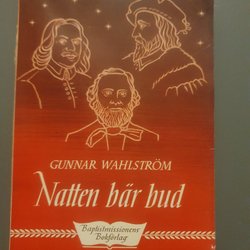 GUNNAR WAHLSTRÖM
Natten bär bud
Baptistmissionens
Bokförlag